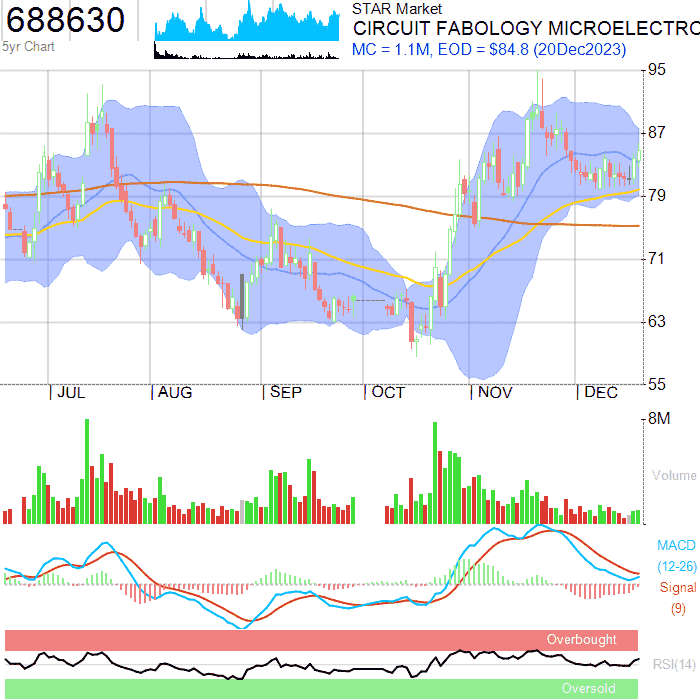 688630
5yr Chart
STAR Market
CIRCUIT FABOLOGY MICROELECTRO
MC = 1.1M, EOD = $84.8 (20Dec2023)
95
87
79
71
63
55
JUL
AUG
SEP
OCT
NOV
DEC
8M
Volume
MACD
(12-26)
Signal
(9)
Overbought
RSI(14)
Oversold